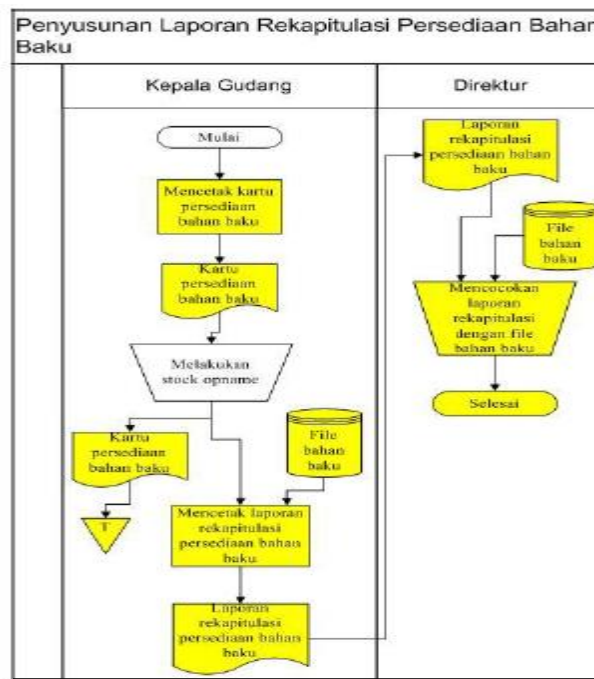 Penyusunan Laporan Rekapitulasi Persediaan Bahan
Baku
Kepala Gudang
Direktur
Mulai
Mencetak kartu
persediaan
bahan baku
Kartu
persediaan
bahan baku
Melakukan
stock opname
Kartu
persediaan
bahan baku
T
File
bahan
baku
Mencetak laporan
rekapitulasi
persediaan bahan
baku
Laporan
rekapitulasi
persediaan bahan
baku
Laporan
rekapitulasi
persediaan bahan
baku
File
bahan
baku
Mencocokan
laporan
rekapitulasi
dengan file
bahan baku
Selesai